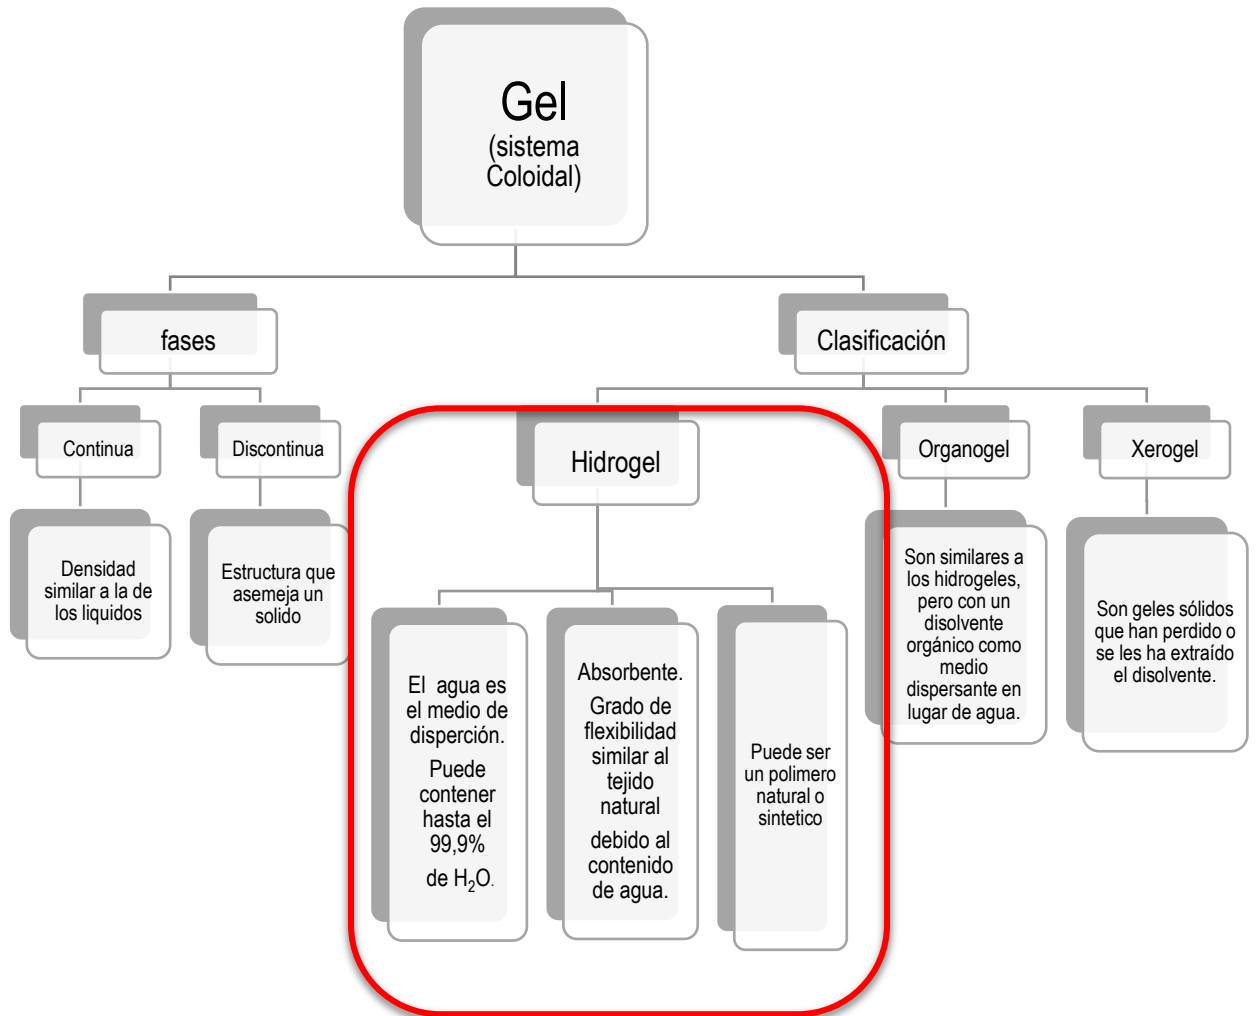 Gel
(sistema
Coloidal)
fases
Clasificación
Continua
Discontinua
Hidrogel
Organogel
Xerogel
Densidad
similar a la de
los liquidos
Estructura que
asemeja un
solido
El agua es
el medio de
disperción.
Puede
contener
hasta el
99,9%
de H₂O.
Absorbente.
Grado de
flexibilidad
similar al
tejido
natural
debido al
contenido
de agua.
Puede ser
un polimero
natural o
sintetico
Son similares a
los hidrogeles,
pero con un
disolvente
orgánico como
medio
dispersante en
lugar de agua.
Son geles sólidos
que han perdido o
se les ha extraído
el disolvente.